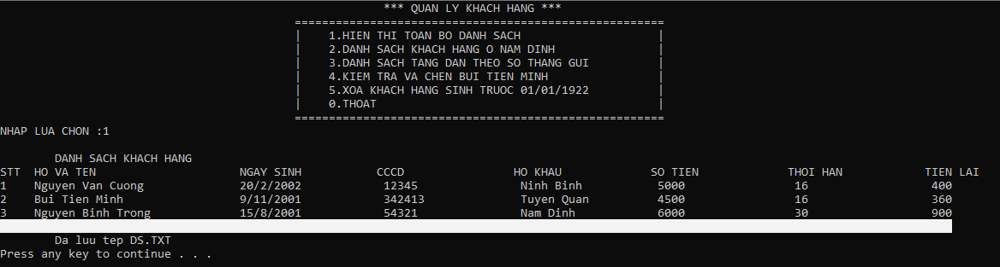 *** QUAN LY KHACH HANG ***
======================================================
| 1.HIEN THI TOAN BO DANH SACH |
| 2.DANH SACH KHACH HANG O NAM DINH |
| 3.DANH SACH TANG DAN THEO SO THANG GUI |
| 4.KIEM TRA VA CHEN BUI TIEN MINH |
| 5.XOA KHACH HANG SINH TRUOC 01/01/1922 |
| 0.THOAT |
======================================================
NHAP LUA CHON :1
DANH SACH KHACH HANG
STT HO VA TEN NGAY SINH CCCD HO KHAU SO TIEN THOI HAN TIEN LAI
1 Nguyen Van Cuong 20/2/2002 12345 Ninh Binh 5000 16 400
2 Bui Tien Minh 9/11/2001 342413 Tuyen Quan 4500 16 360
3 Nguyen Binh Trong 15/8/2001 54321 Nam Dinh 6000 30 900
Da luu tep DS.TXT
Press any key to continue . . .